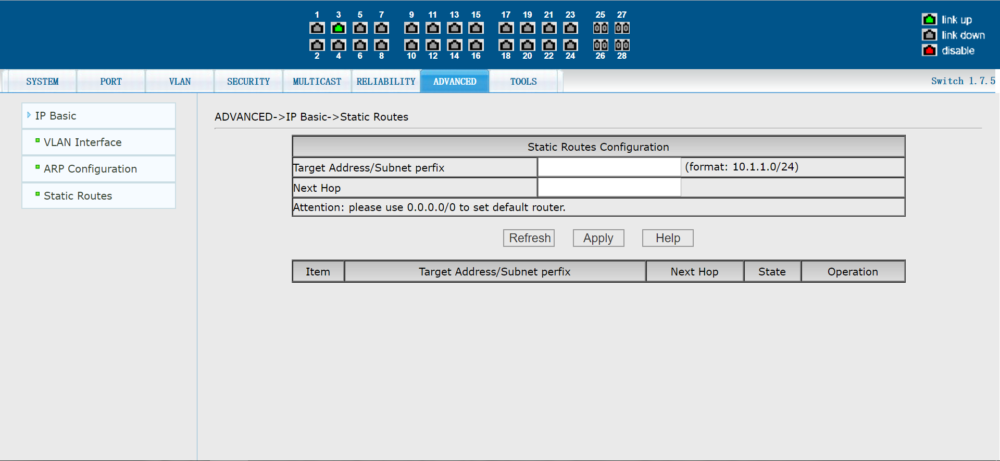 1 3 5 7 9 11 13 15 17 19 21 23 25 27
2 4 6 8 10 12 14 16 18 20 22 24 26 28
link up
link down
disable
SYSTEM PORT VLAN SECURITY MULTICAST RELIABILITY ADVANCED TOOLS Switch 1.7.5
IP Basic
VLAN Interface
ARP Configuration
Static Routes
ADVANCED->IP Basic->Static Routes
Static Routes Configuration
Target Address/Subnet perfix (format: 10.1.1.0/24)
Next Hop
Attention: please use 0.0.0.0/0 to set default router.
Refresh Apply Help
Item Target Address/Subnet perfix Next Hop State Operation